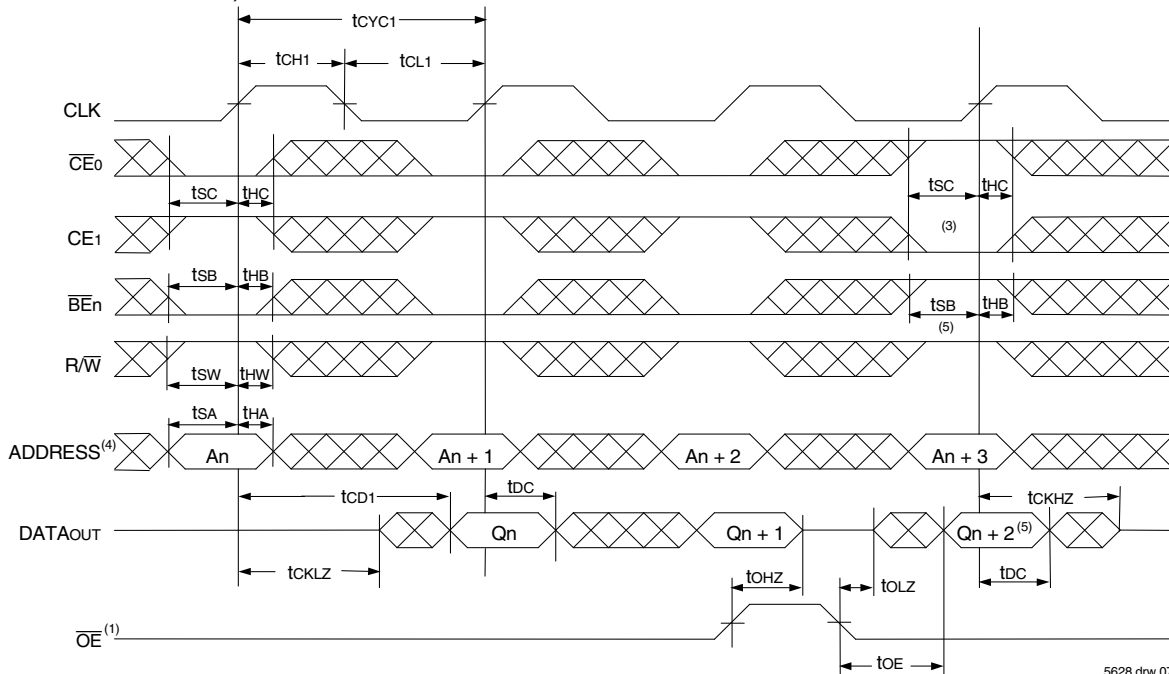 tCYC1
tCH1 tCL1
CLK
CE0
tSC tHC tSC tHC
CE1 (3)
tSB tHB
BEn tSB tHB
(5)
R/W
tSW tHW
tSA tHA
ADDRESS(4) An An + 1 An + 2 An + 3
tCD1 tDC tCKHZ
DATAOUT Qn Qn + 1 Qn + 2(5)
tCKLZ tOHZ tOLZ tDC
OE(1)
tOE
5628 drw 07